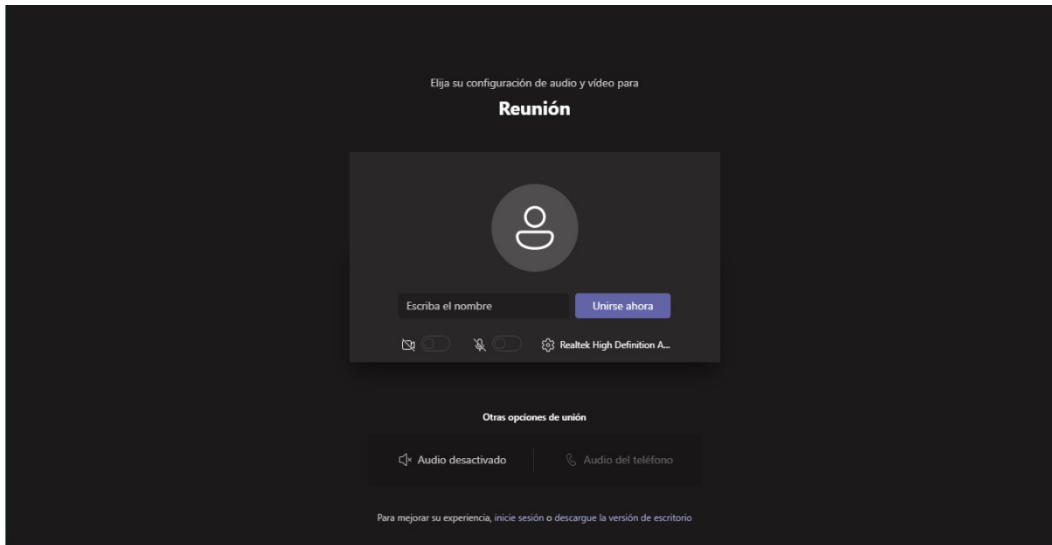 Elija su configuración de audio y vídeo para
Reunión
Escriba el nombre
Unirse ahora
Realtek High Definition A...
Otras opciones de unión
Audio desactivado
Audio del teléfono
Para mejorar su experiencia, inicie sesión o descargue la versión de escritorio